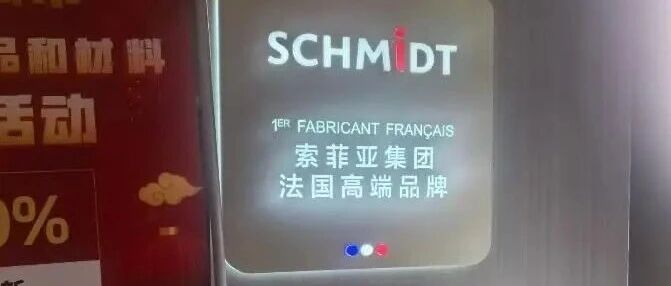 品和材料
活动
0%
SCHMiDT
1ER FABRICANT FRANÇAIS
索菲亚集团
法国高端品牌